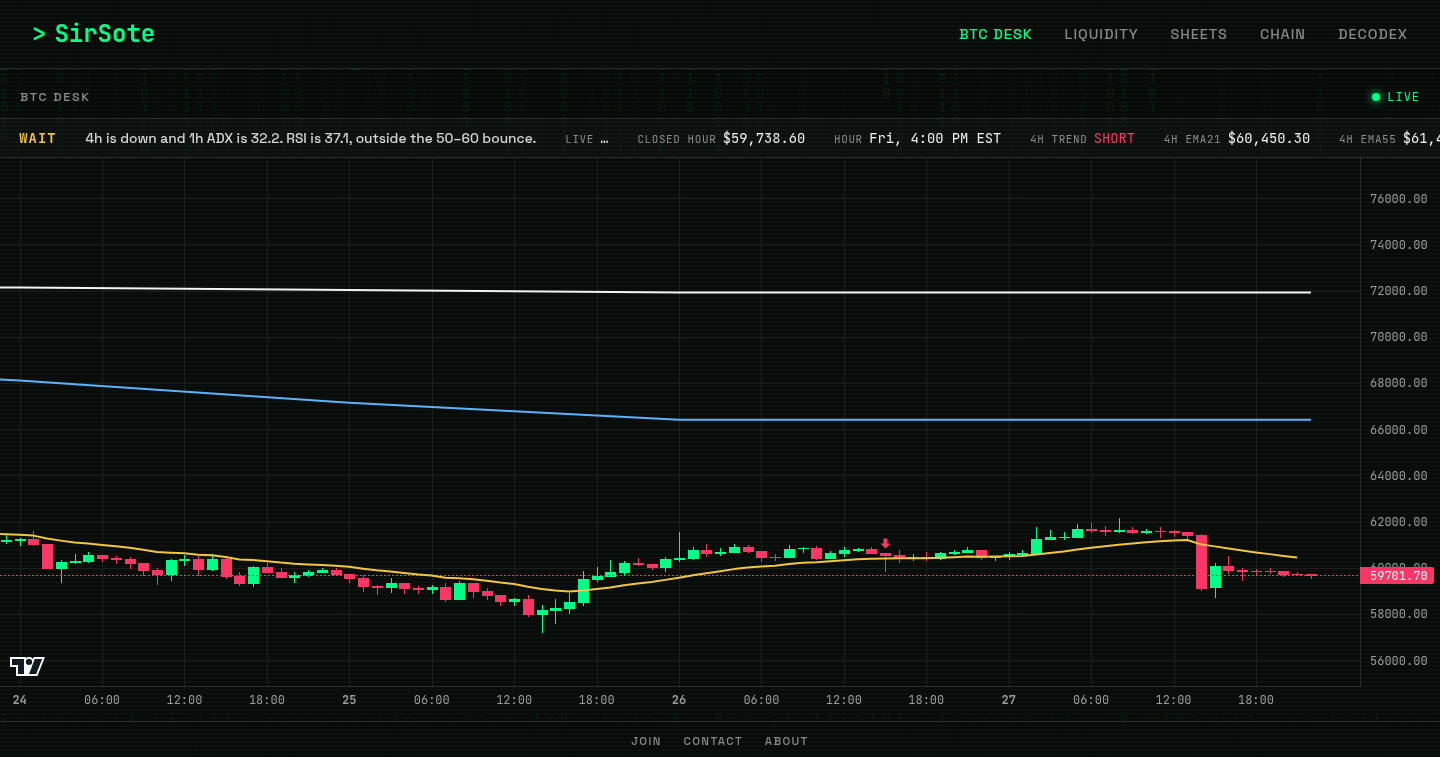 > SirSote
BTC DESK LIQUIDITY SHEETS CHAIN DECODEX
BTC DESK
LIVE
WAIT 4h is down and 1h ADX is 32.2. RSI is 37.1, outside the 50–60 bounce. LIVE … CLOSED HOUR $59,738.60 HOUR Fri, 4:00 PM EST 4H TREND SHORT 4H EMA21 $60,450.30 4H EMA55 $61,4
76000.00
74000.00
72000.00
70000.00
68000.00
66000.00
64000.00
62000.00
59701.70
58000.00
56000.00
24 06:00 12:00 18:00 25 06:00 12:00 18:00 26 06:00 12:00 18:00 27 06:00 12:00 18:00
JOIN CONTACT ABOUT